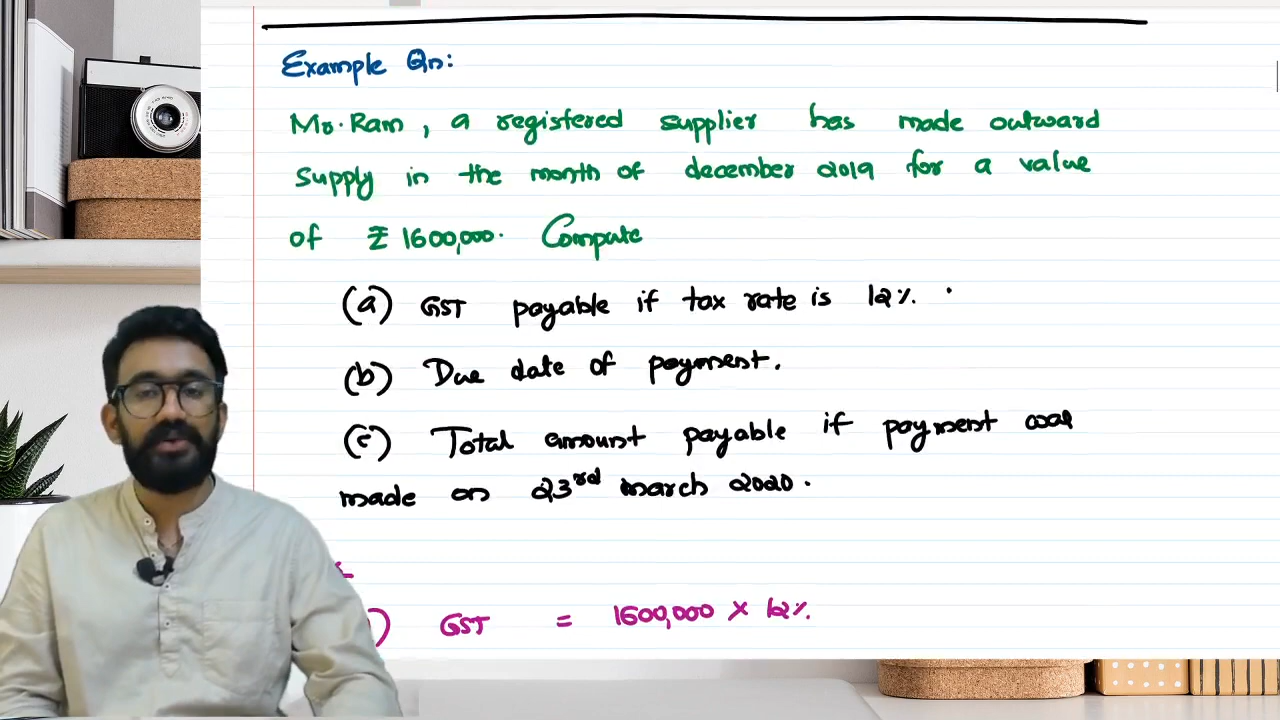 Example Qn:
Mr. Ram, a registered supplier has made outward
supply in the month of december 2019 for a value
of ₹ 1600,000. Compute
(a) GST payable if tax rate is 12%.
(b) Due date of payment.
(c) Total amount payable if payment was
made on 23rd march 2020.
) GST = 1600,000 × 12%